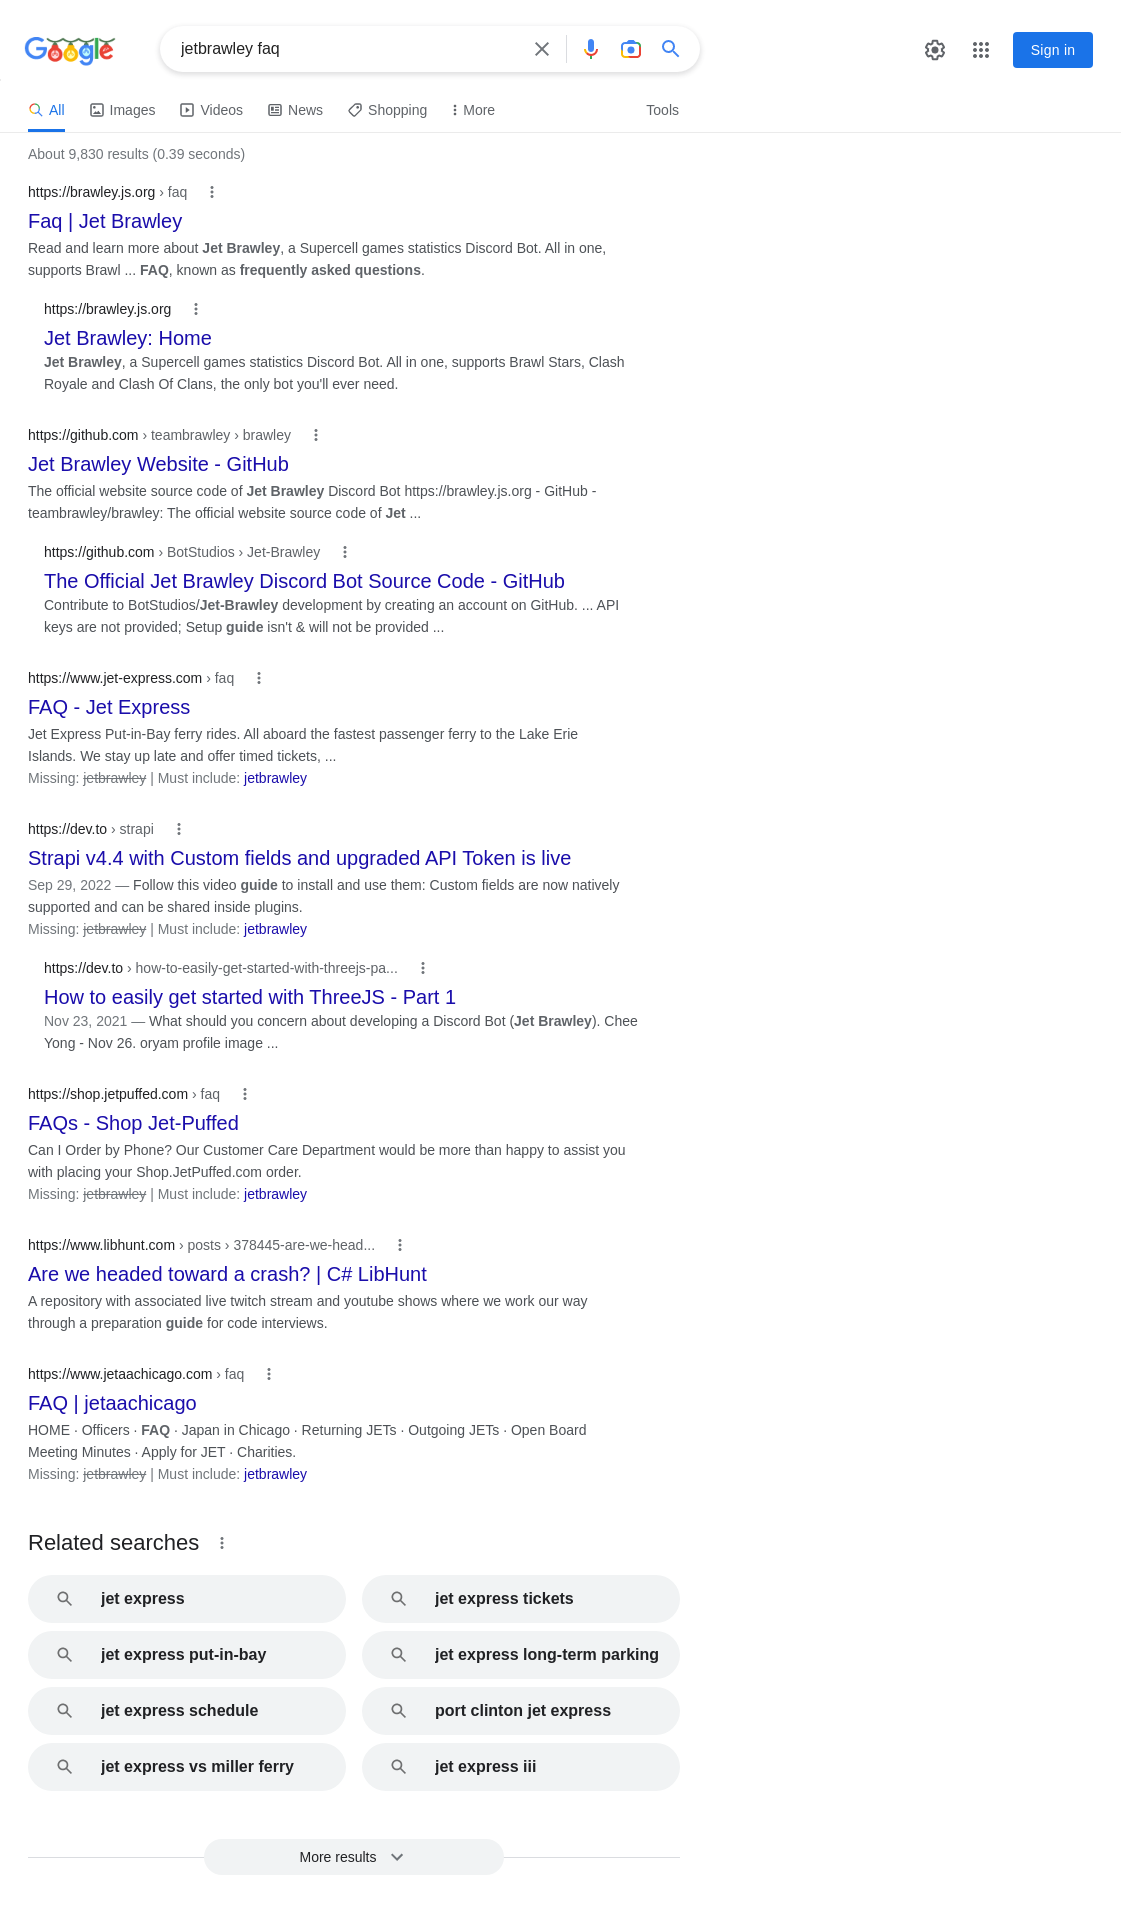 Google
jetbrawley faq
Sign in
All
Images
Videos
News
Shopping
More
Tools
About 9,830 results (0.39 seconds)
https://brawley.js.org › faq
Faq | Jet Brawley
Read and learn more about Jet Brawley, a Supercell games statistics Discord Bot. All in one,
supports Brawl ... FAQ, known as frequently asked questions.
https://brawley.js.org
Jet Brawley: Home
Jet Brawley, a Supercell games statistics Discord Bot. All in one, supports Brawl Stars, Clash
Royale and Clash Of Clans, the only bot you'll ever need.
https://github.com › teambrawley › brawley
Jet Brawley Website - GitHub
The official website source code of Jet Brawley Discord Bot https://brawley.js.org - GitHub -
teambrawley/brawley: The official website source code of Jet ...
https://github.com › BotStudios › Jet-Brawley
The Official Jet Brawley Discord Bot Source Code - GitHub
Contribute to BotStudios/Jet-Brawley development by creating an account on GitHub. ... API
keys are not provided; Setup guide isn't & will not be provided ...
https://www.jet-express.com › faq
FAQ - Jet Express
Jet Express Put-in-Bay ferry rides. All aboard the fastest passenger ferry to the Lake Erie
Islands. We stay up late and offer timed tickets, ...
Missing: jetbrawley | Must include: jetbrawley
https://dev.to › strapi
Strapi v4.4 with Custom fields and upgraded API Token is live
Sep 29, 2022 — Follow this video guide to install and use them: Custom fields are now natively
supported and can be shared inside plugins.
Missing: jetbrawley | Must include: jetbrawley
https://dev.to › how-to-easily-get-started-with-threejs-pa...
How to easily get started with ThreeJS - Part 1
Nov 23, 2021 — What should you concern about developing a Discord Bot (Jet Brawley). Chee
Yong - Nov 26. oryam profile image ...
https://shop.jetpuffed.com › faq
FAQs - Shop Jet-Puffed
Can I Order by Phone? Our Customer Care Department would be more than happy to assist you
with placing your Shop.JetPuffed.com order.
Missing: jetbrawley | Must include: jetbrawley
https://www.libhunt.com › posts › 378445-are-we-head...
Are we headed toward a crash? | C# LibHunt
A repository with associated live twitch stream and youtube shows where we work our way
through a preparation guide for code interviews.
https://www.jetaachicago.com › faq
FAQ | jetaachicago
HOME · Officers · FAQ · Japan in Chicago · Returning JETs · Outgoing JETs · Open Board
Meeting Minutes · Apply for JET · Charities.
Missing: jetbrawley | Must include: jetbrawley
Related searches
jet express
jet express tickets
jet express put-in-bay
jet express long-term parking
jet express schedule
port clinton jet express
jet express vs miller ferry
jet express iii
More results